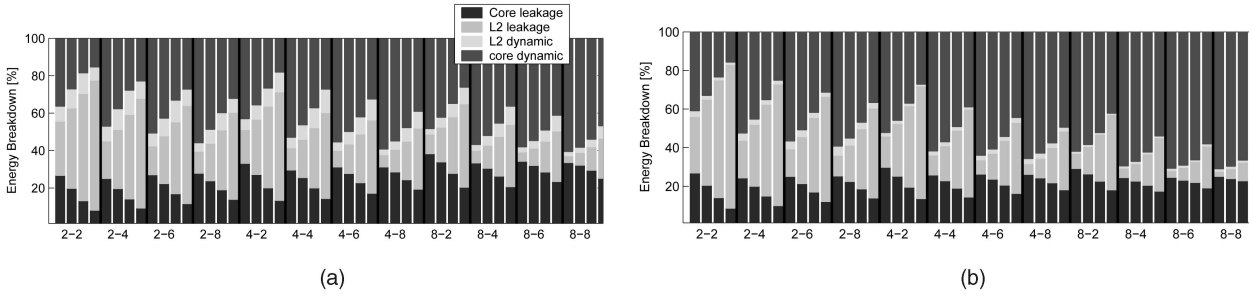 Core leakage
L2 leakage
L2 dynamic
core dynamic
Energy Breakdown [%]
100
80
60
40
20
2−2 2−4 2−6 2−8 4−2 4−4 4−6 4−8 8−2 8−4 8−6 8−8
(a)
Energy Breakdown [%]
100
80
60
40
20
2−2 2−4 2−6 2−8 4−2 4−4 4−6 4−8 8−2 8−4 8−6 8−8
(b)